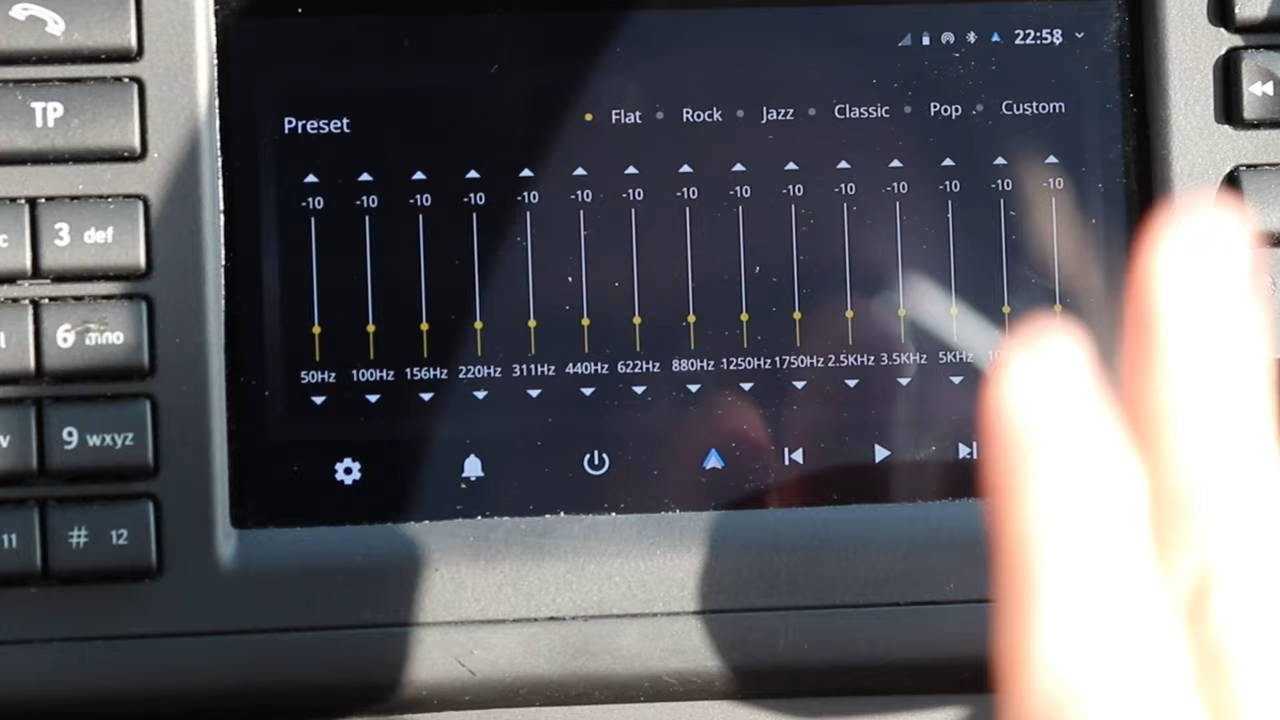 22:58
TP
Preset
Flat Rock Jazz Classic Pop Custom
-10 -10 -10 -10 -10 -10 -10 -10 -10 -10 -10 -10 -10 -10 -10
c 3 def
6 mno
50Hz 100Hz 156Hz 220Hz 311Hz 440Hz 622Hz 880Hz 1250Hz 1750Hz 2.5KHz 3.5KHz 5KHz
v 9 wxyz
11 # 12